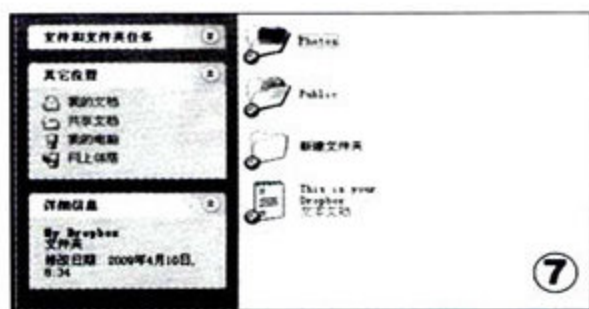 文件和文件夹任务
其它位置
我的文档
共享文档
我的电脑
网上邻居
详细信息
My Dropbox
文件夹
修改日期: 2009年4月10日,
8:34
Photos
Public
新建文件夹
This is your
Dropbox
文本文档
⑦